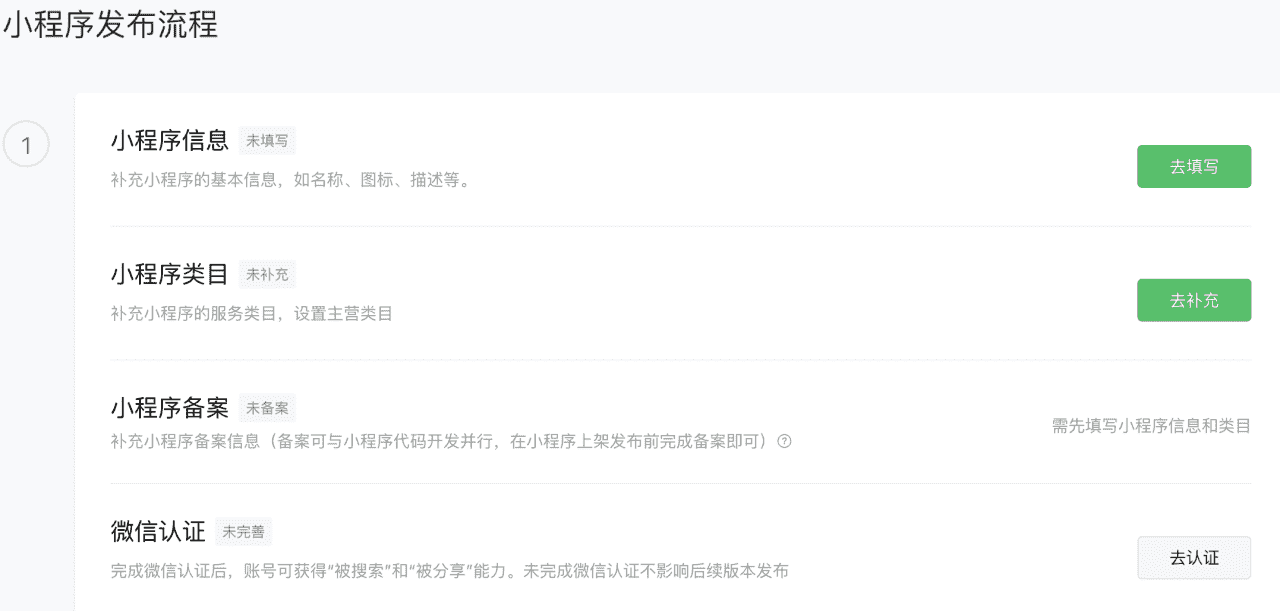 小程序发布流程
1
小程序信息 未填写
补充小程序的基本信息，如名称、图标、描述等。
去填写
小程序类目 未补充
补充小程序的服务类目，设置主营类目
去补充
小程序备案 未备案
补充小程序备案信息（备案可与小程序代码开发并行，在小程序上架发布前完成备案即可）?
需先填写小程序信息和类目
微信认证 未完善
完成微信认证后，账号可获得“被搜索”和“被分享”能力。未完成微信认证不影响后续版本发布
去认证